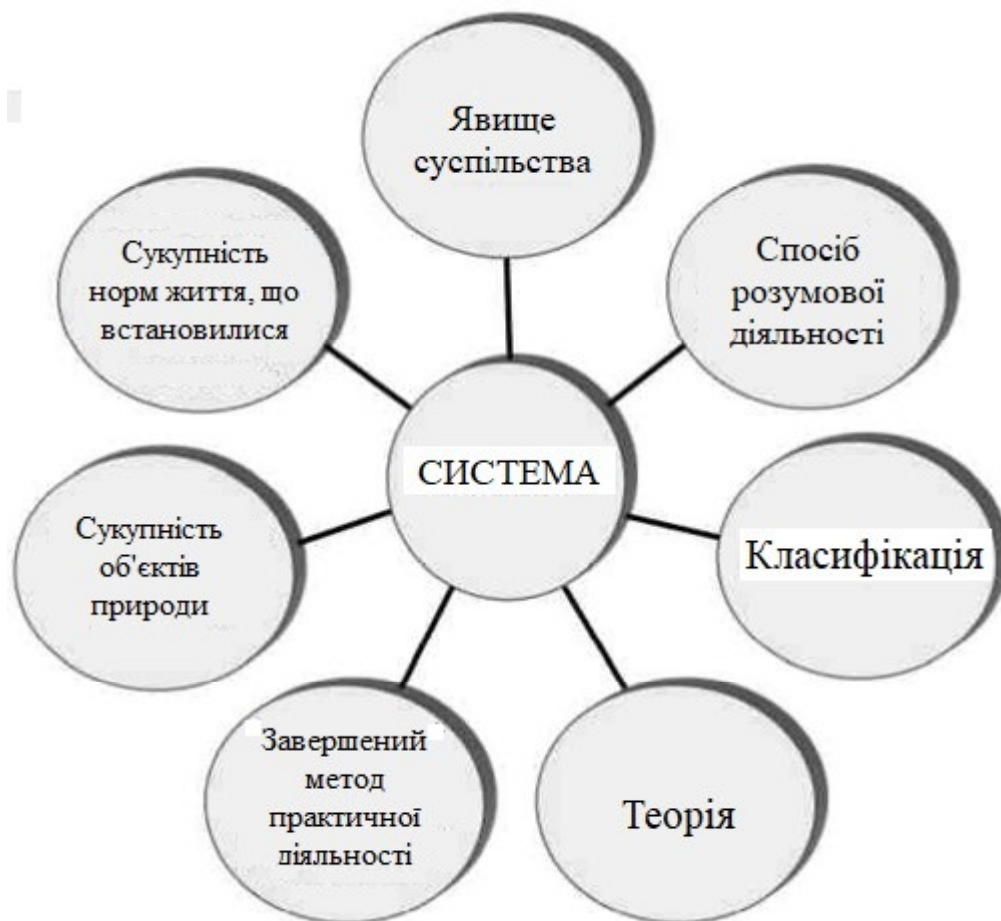 Явище
суспільства
Сукупність
норм життя, що
встановилися
Спосіб
розумової
діяльності
СИСТЕМА
Сукупність
об'єктів
природи
Класифікація
Завершений
метод
практичної
діяльності
Теорія